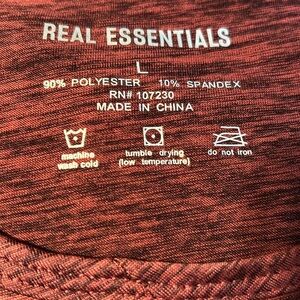 REAL ESSENTIALS
L
90% POLYESTER 10% SPANDEX
RN# 107230
MADE IN CHINA
machine wash cold
tumble drying (low temperature)
do not iron